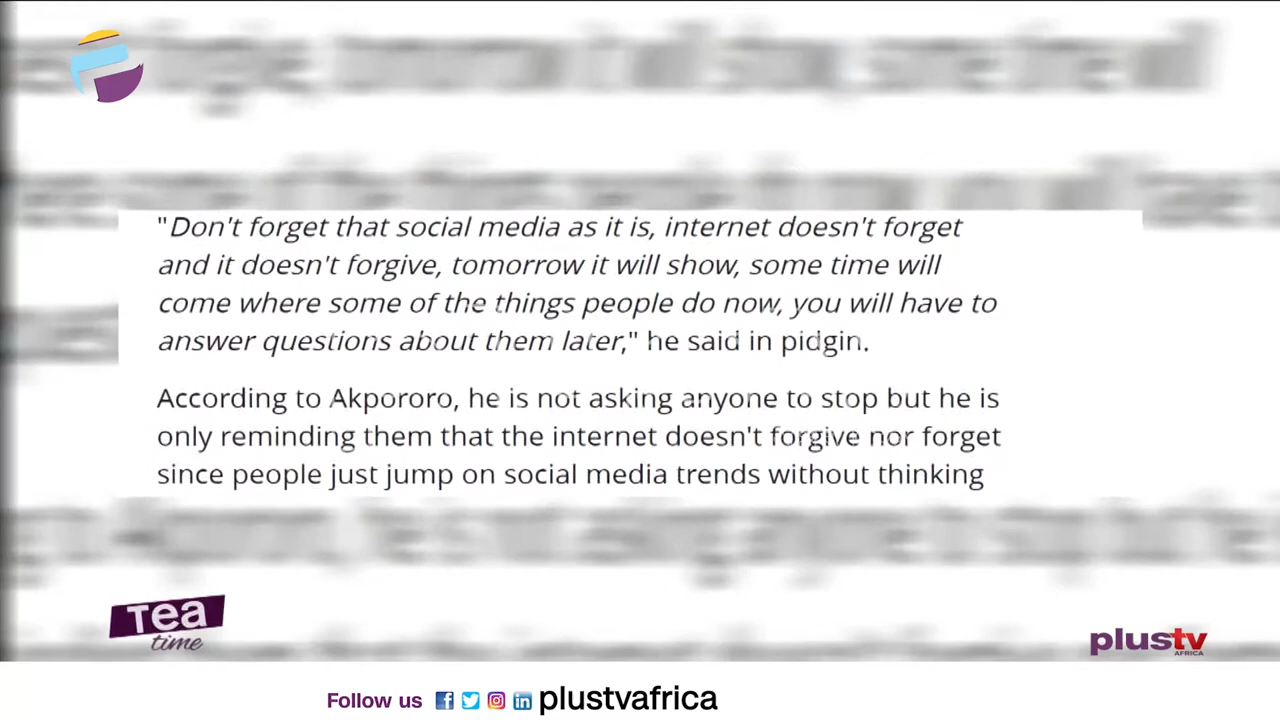 "Don't forget that social media as it is, internet doesn't forget
and it doesn't forgive, tomorrow it will show, some time will
come where some of the things people do now, you will have to
answer questions about them later," he said in pidgin.
According to Akpororo, he is not asking anyone to stop but he is
only reminding them that the internet doesn't forgive nor forget
since people just jump on social media trends without thinking
Tea
time
plustv
AFRICA
Follow us plustvafrica